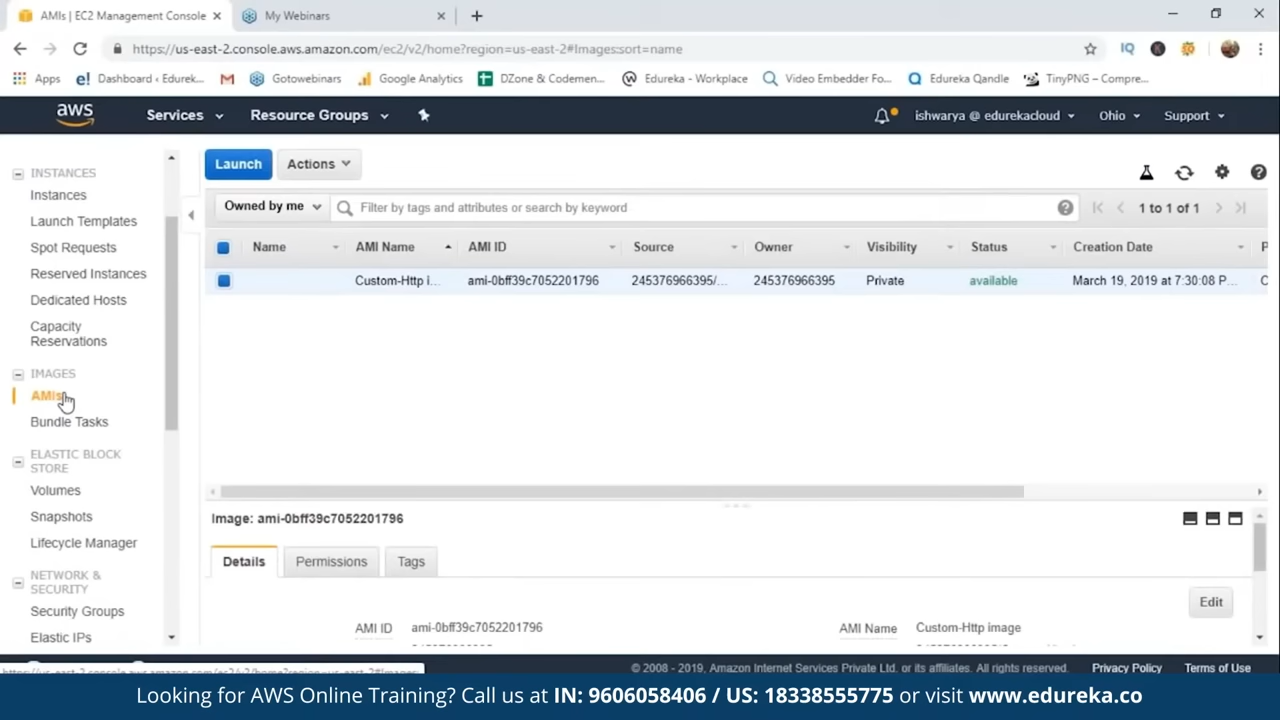 AMIs | EC2 Management Console
My Webinars
https://us-east-2.console.aws.amazon.com/ec2/v2/home?region=us-east-2#Images:sort=name
IQ
Apps
Dashboard ‹ Edurek...
Gotowebinars
Google Analytics
DZone & Codemen...
Edureka - Workplace
Video Embedder Fo...
Edureka Qandle
TinyPNG – Compre...
aws
Services
Resource Groups
ishwarya @ edurekacloud
Ohio
Support
INSTANCES
Instances
Launch Templates
Spot Requests
Reserved Instances
Dedicated Hosts
Capacity
Reservations
IMAGES
AMIs
Bundle Tasks
ELASTIC BLOCK
STORE
Volumes
Snapshots
Lifecycle Manager
NETWORK &
SECURITY
Security Groups
Elastic IPs
Launch
Actions
Owned by me
Filter by tags and attributes or search by keyword
1 to 1 of 1
Name
AMI Name
AMI ID
Source
Owner
Visibility
Status
Creation Date
P
Custom-Http i...
ami-0bff39c7052201796
245376966395/...
245376966395
Private
available
March 19, 2019 at 7:30:08 P...
Image: ami-0bff39c7052201796
Details
Permissions
Tags
Edit
AMI ID
ami-0bff39c7052201796
AMI Name
Custom-Http image
© 2008 - 2019, Amazon Internet Services Private Ltd. or its affiliates. All rights reserved.
Privacy Policy
Terms of Use
Looking for AWS Online Training? Call us at IN: 9606058406 / US: 18338555775 or visit www.edureka.co